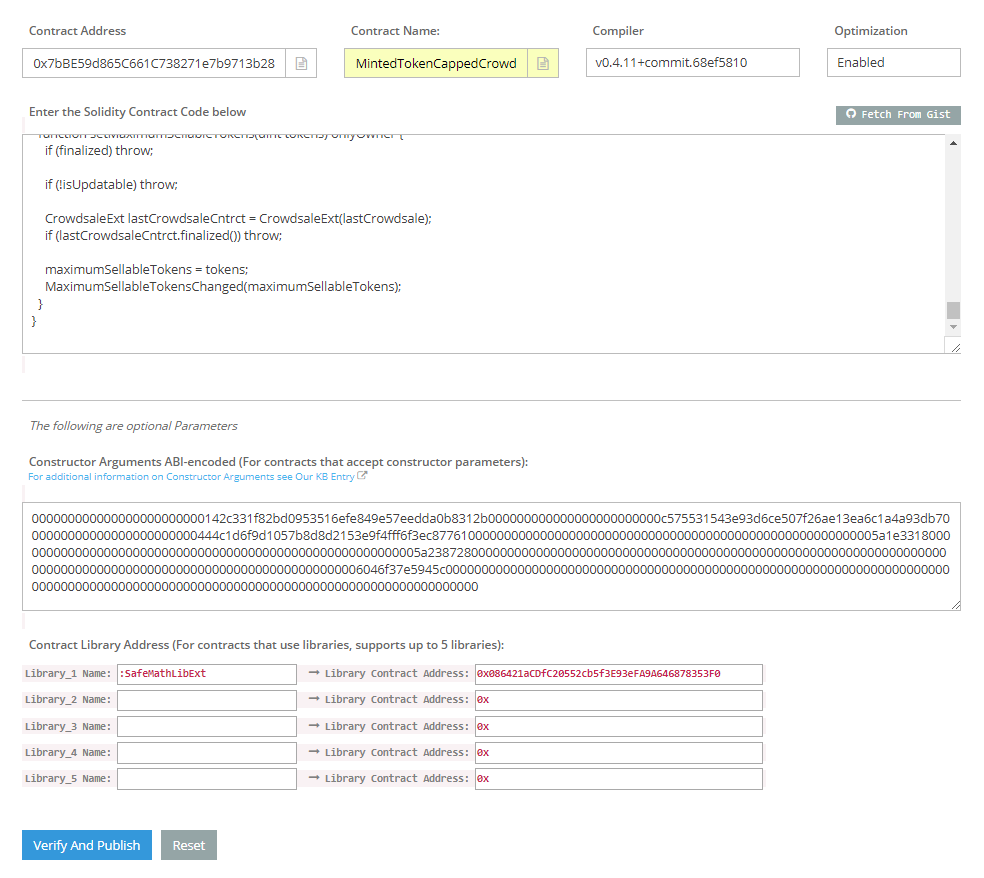 Contract Address
Contract Name:
Compiler
Optimization
0x7bBE59d865C661C738271e7b9713b28
MintedTokenCappedCrowd
v0.4.11+commit.68ef5810
Enabled
Enter the Solidity Contract Code below
Fetch From Gist
function setMaximumSellableTokens(uint tokens) onlyOwner {
if (finalized) throw;
if (!isUpdatable) throw;
CrowdsaleExt lastCrowdsaleCntrct = CrowdsaleExt(lastCrowdsale);
if (lastCrowdsaleCntrct.finalized()) throw;
maximumSellableTokens = tokens;
MaximumSellableTokensChanged(maximumSellableTokens);
}
}
The following are optional Parameters
Constructor Arguments ABI-encoded (For contracts that accept constructor parameters):
For additional information on Constructor Arguments see Our KB Entry
000000000000000000000000142c331f82bd0953516efe849e57eedda0b8312b000000000000000000000000c575531543e93d6ce507f26ae13ea6c1a4a93db70
00000000000000000000000444c1d6f9d1057b8d8d2153e9f4fff6f3ec87761000000000000000000000000000000000000000000000000000000005a1e3318000
000000000000000000000000000000000000000000000000000005a238728000000000000000000000000000000000000000000000000000000000000000000
0000000000000000000000000000000000000000000006046f37e5945c0000000000000000000000000000000000000000000000000000000000000000000000
00000000000000000000000000000000000000000000000000000000000000
Contract Library Address (For contracts that use libraries, supports up to 5 libraries):
Library_1 Name: :SafeMathLibExt → Library Contract Address: 0x086421aCDfC20552cb5f3E93eFA9A646878353F0
Library_2 Name: → Library Contract Address: 0x
Library_3 Name: → Library Contract Address: 0x
Library_4 Name: → Library Contract Address: 0x
Library_5 Name: → Library Contract Address: 0x
Verify And Publish
Reset